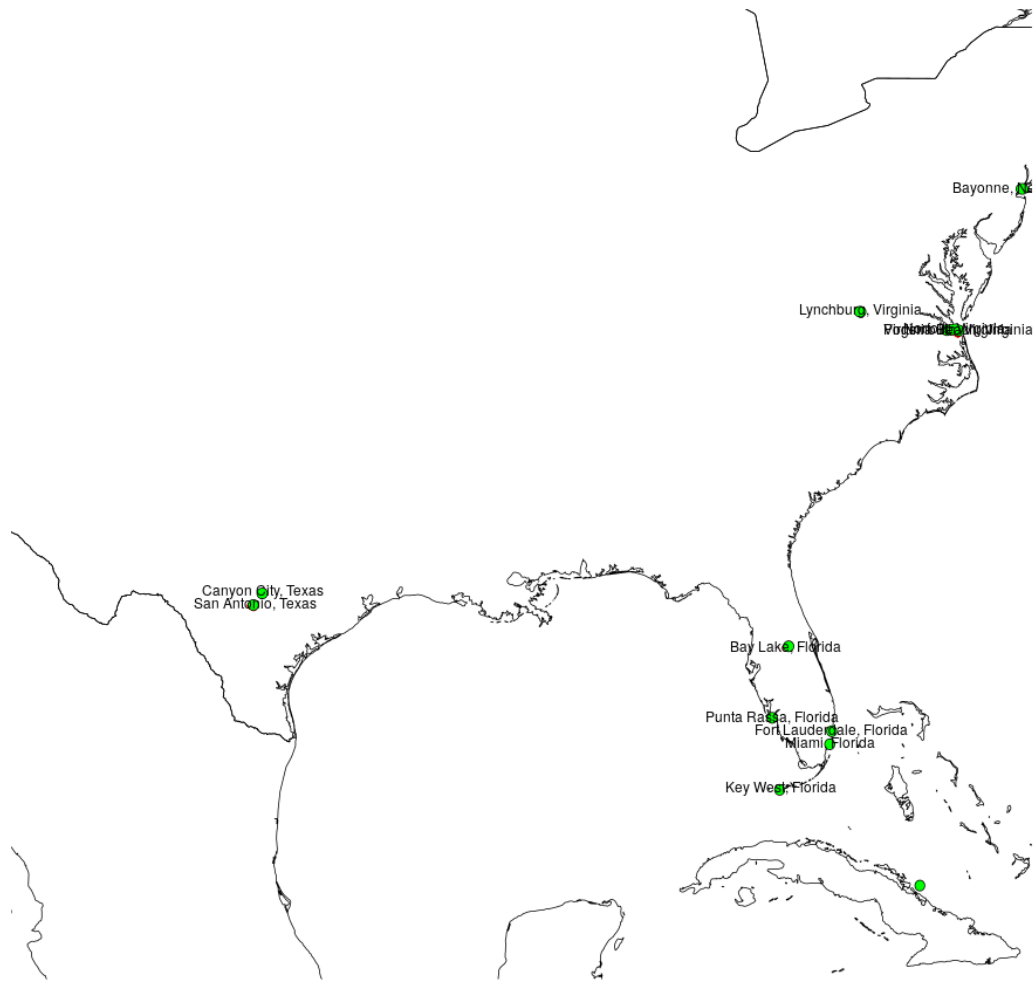 Bayonne,
Lynchburg, Virginia
Virginia
Canyon City, Texas
San Antonio, Texas
Bay Lake, Florida
Punta Rassa, Florida
Fort Lauderdale, Florida
Miami, Florida
Key West, Florida